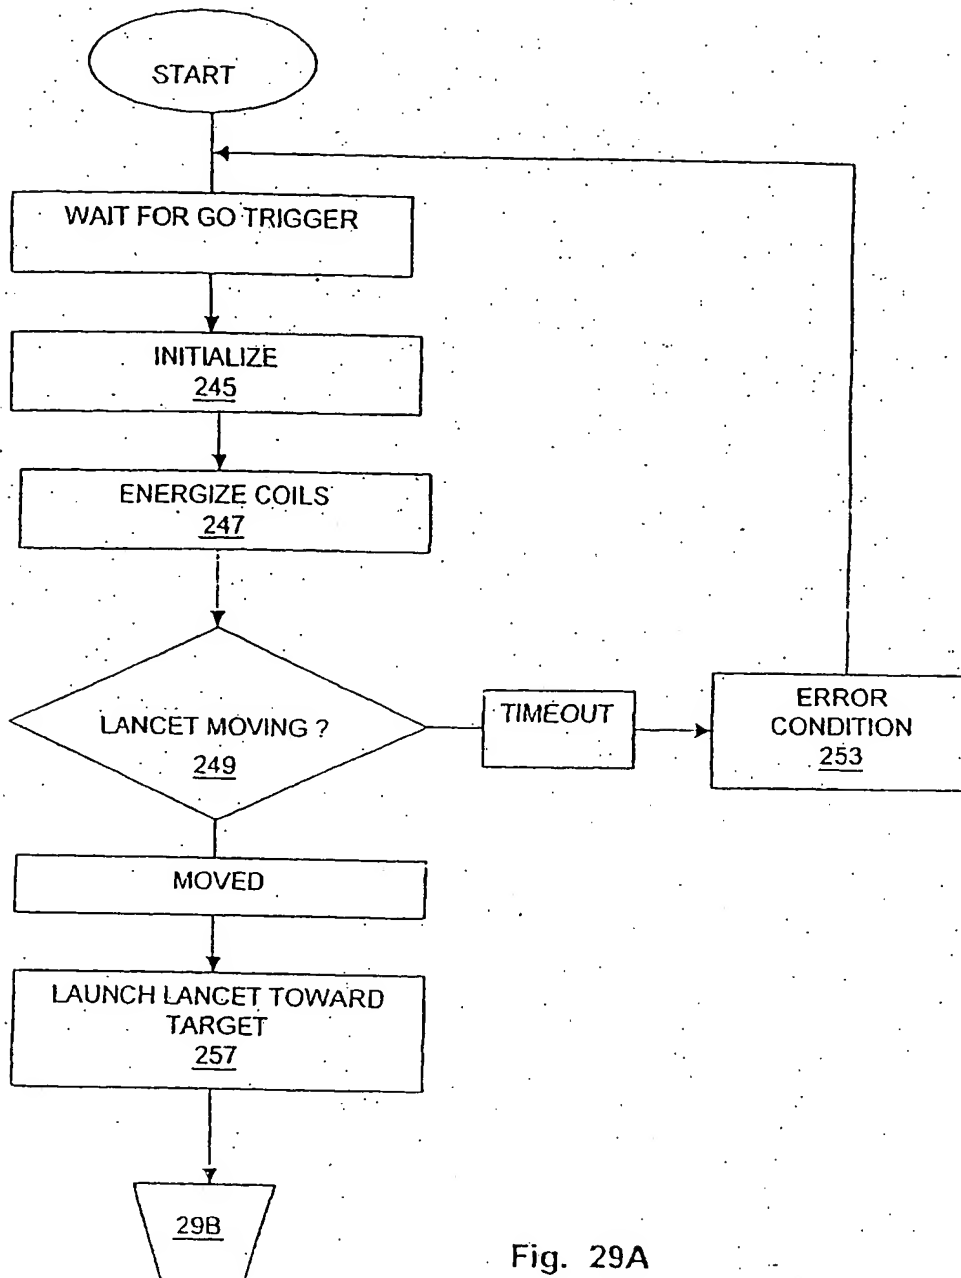 START
WAIT FOR GO TRIGGER
INITIALIZE
245
ENERGIZE COILS
247
LANCET MOVING ?
249
TIMEOUT
ERROR
CONDITION
253
MOVED
LAUNCH LANCET TOWARD
TARGET
257
29B
Fig. 29A